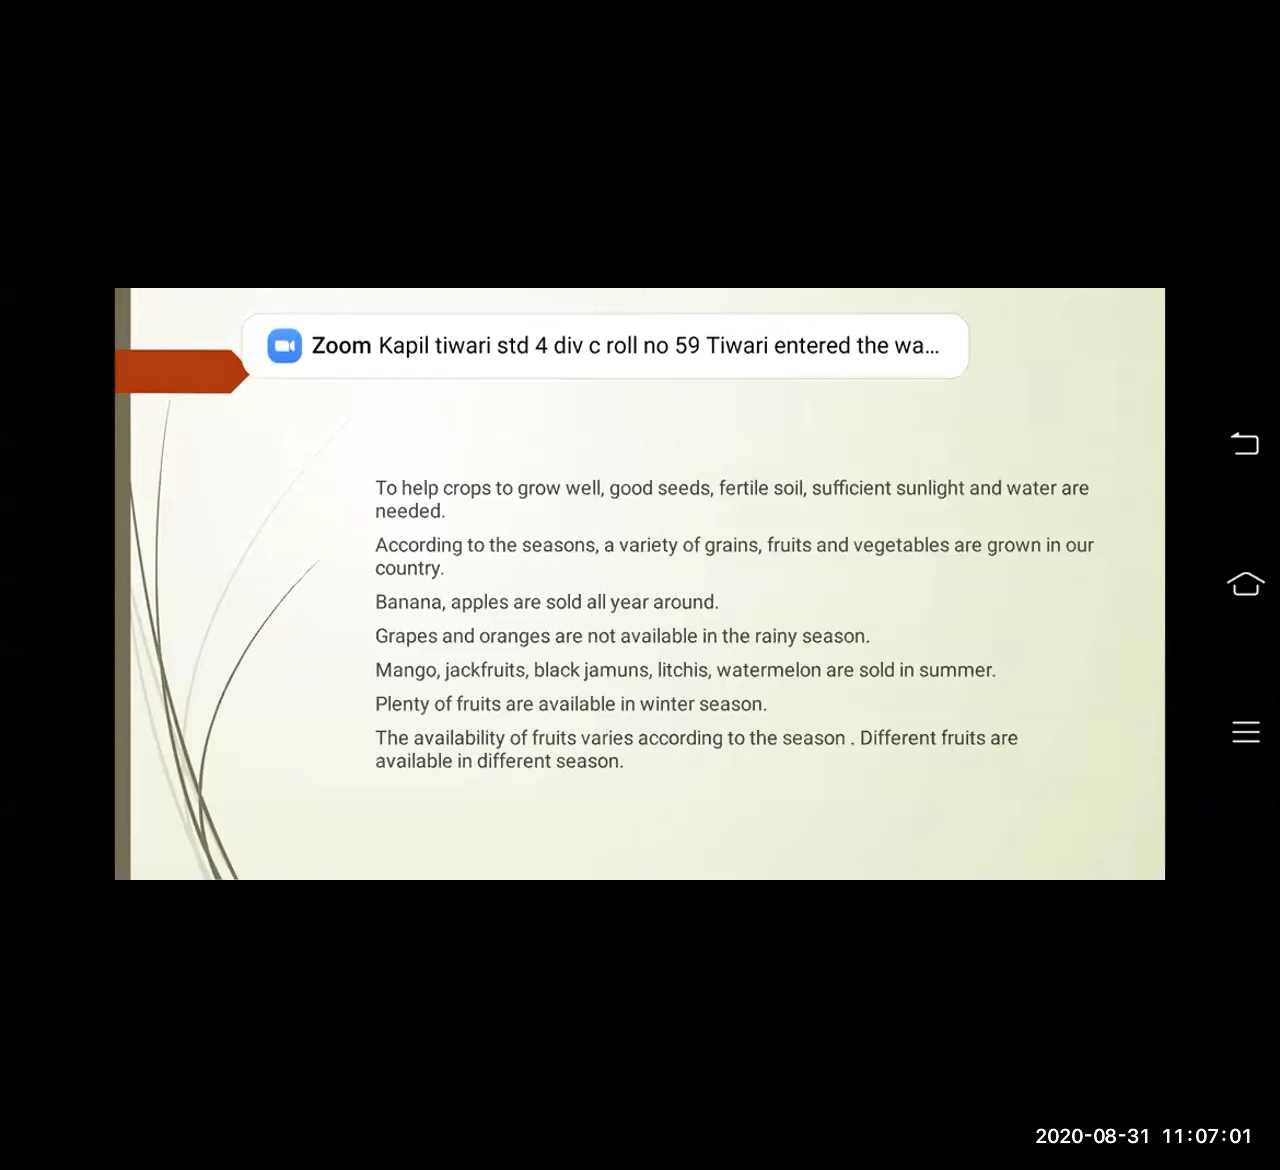 Zoom Kapil tiwari std 4 div c roll no 59 Tiwari entered the wa...
To help crops to grow well, good seeds, fertile soil, sufficient sunlight and water are
needed.
According to the seasons, a variety of grains, fruits and vegetables are grown in our
country.
Banana, apples are sold all year around.
Grapes and oranges are not available in the rainy season.
Mango, jackfruits, black jamuns, litchis, watermelon are sold in summer.
Plenty of fruits are available in winter season.
The availability of fruits varies according to the season . Different fruits are
available in different season.
2020-08-31 11:07:01